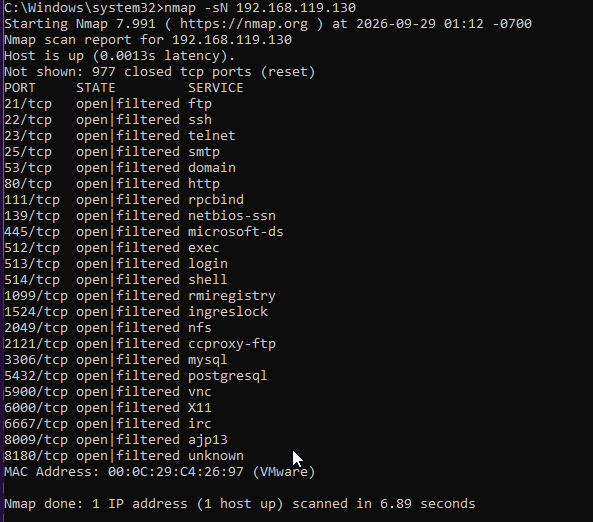 C:\Windows\system32>nmap -sN 192.168.119.130
Starting Nmap 7.991 ( https://nmap.org ) at 2026-09-29 01:12 -0700
Nmap scan report for 192.168.119.130
Host is up (0.0013s latency).
Not shown: 977 closed tcp ports (reset)
PORT     STATE         SERVICE
21/tcp   open|filtered ftp
22/tcp   open|filtered ssh
23/tcp   open|filtered telnet
25/tcp   open|filtered smtp
53/tcp   open|filtered domain
80/tcp   open|filtered http
111/tcp  open|filtered rpcbind
139/tcp  open|filtered netbios-ssn
445/tcp  open|filtered microsoft-ds
512/tcp  open|filtered exec
513/tcp  open|filtered login
514/tcp  open|filtered shell
1099/tcp open|filtered rmiregistry
1524/tcp open|filtered ingreslock
2049/tcp open|filtered nfs
2121/tcp open|filtered ccproxy-ftp
3306/tcp open|filtered mysql
5432/tcp open|filtered postgresql
5900/tcp open|filtered vnc
6000/tcp open|filtered X11
6667/tcp open|filtered irc
8009/tcp open|filtered ajp13
8180/tcp open|filtered unknown
MAC Address: 00:0C:29:C4:26:97 (VMware)
Nmap done: 1 IP address (1 host up) scanned in 6.89 seconds